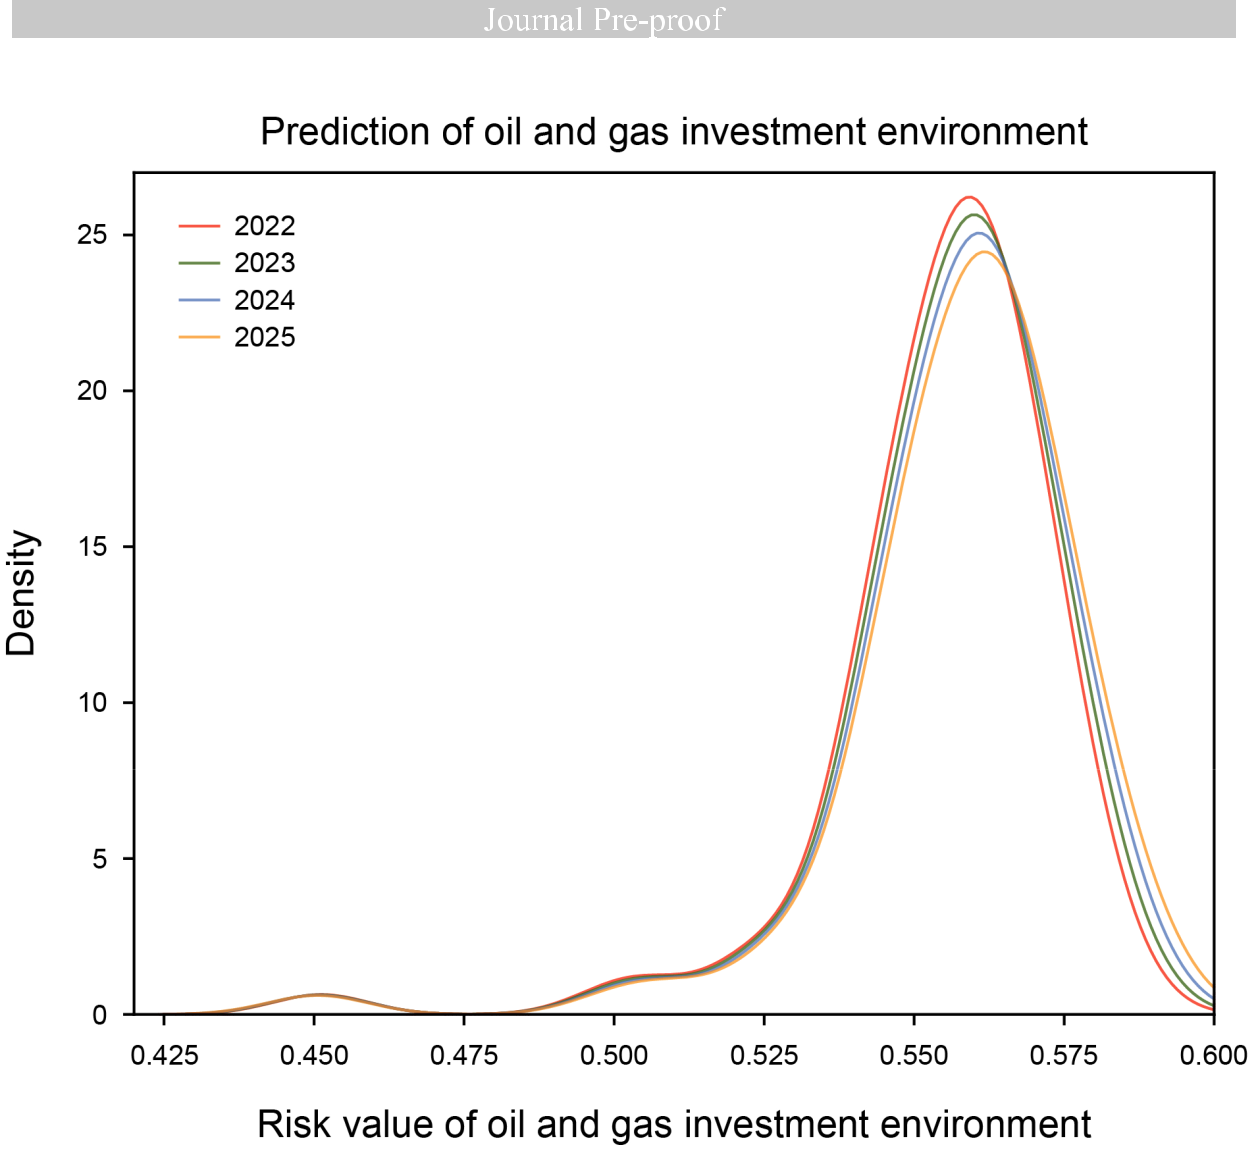 Journal Pre-proof
Prediction of oil and gas investment environment
2022
2023
2024
2025
25
20
15
10
5
0
Density
0.425 0.450 0.475 0.500 0.525 0.550 0.575 0.600
Risk value of oil and gas investment environment